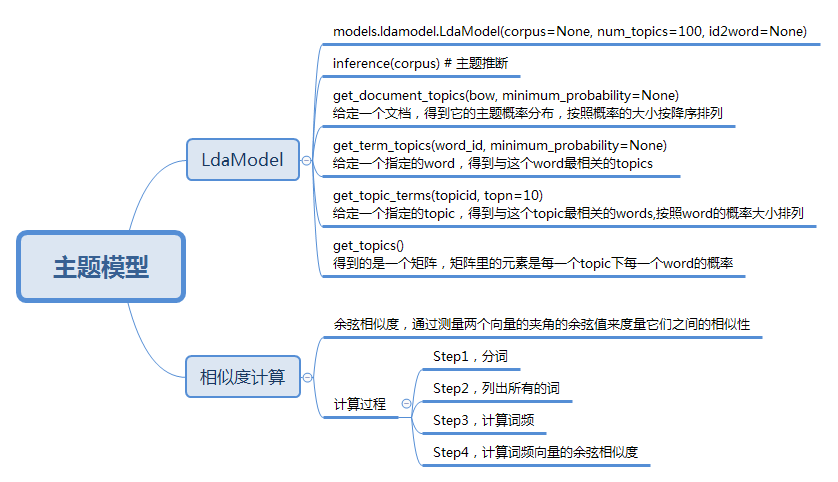 主题模型
LdaModel
models.ldamodel.LdaModel(corpus=None, num_topics=100, id2word=None)
inference(corpus) # 主题推断
get_document_topics(bow, minimum_probability=None)
给定一个文档，得到它的主题概率分布，按照概率的大小按降序排列
get_term_topics(word_id, minimum_probability=None)
给定一个指定的word，得到与这个word最相关的topics
get_topic_terms(topicid, topn=10)
给定一个指定的topic，得到与这个topic最相关的words,按照word的概率大小排列
get_topics()
得到的是一个矩阵，矩阵里的元素是每一个topic下每一个word的概率
相似度计算
余弦相似度，通过测量两个向量的夹角的余弦值来度量它们之间的相似性
计算过程
Step1，分词
Step2，列出所有的词
Step3，计算词频
Step4，计算词频向量的余弦相似度